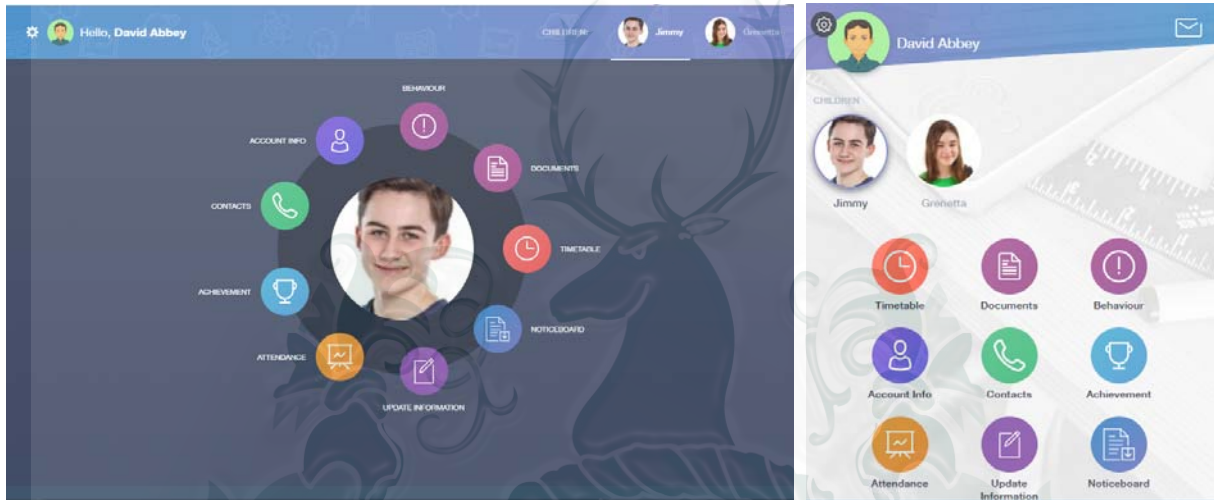 Hello, David Abbey
CHILDREN:
Jimmy
Grenetta
BEHAVIOUR
ACCOUNT INFO
DOCUMENTS
CONTACTS
TIMETABLE
ACHIEVEMENT
NOTICEBOARD
ATTENDANCE
UPDATE INFORMATION
David Abbey
CHILDREN
Jimmy
Grenetta
Timetable
Documents
Behaviour
Account Info
Contacts
Achievement
Attendance
Update
Information
Noticeboard